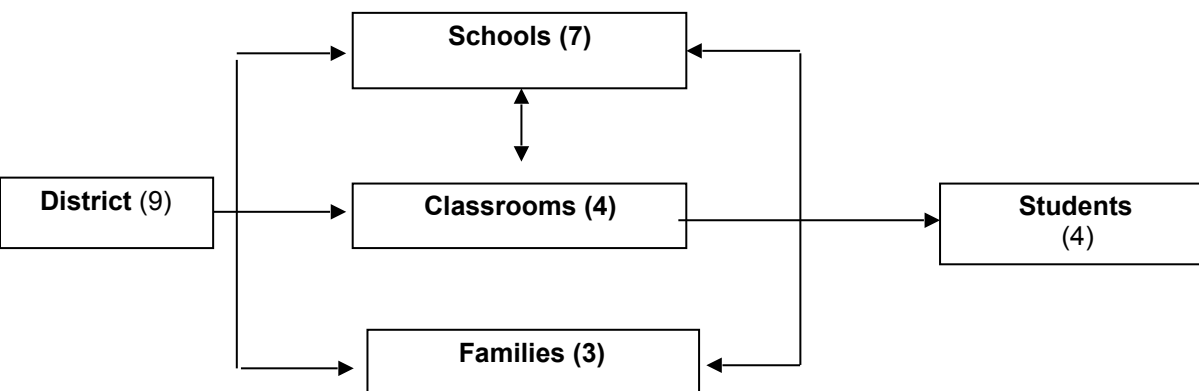 Schools (7)
District (9)
Classrooms (4)
Students
(4)
Families (3)